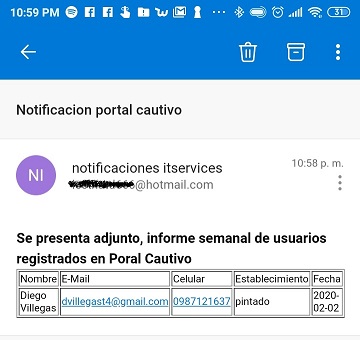 10:59 PM 31
Notificacion portal cautivo
NI
notificaciones itservices
10:58 p. m.
@hotmail.com
Se presenta adjunto, informe semanal de usuarios
registrados en Poral Cautivo
Nombre E-Mail Celular Establecimiento Fecha
Diego Villegas dvillegast4@gmail.com 0987121637 pintado 2020-02-02